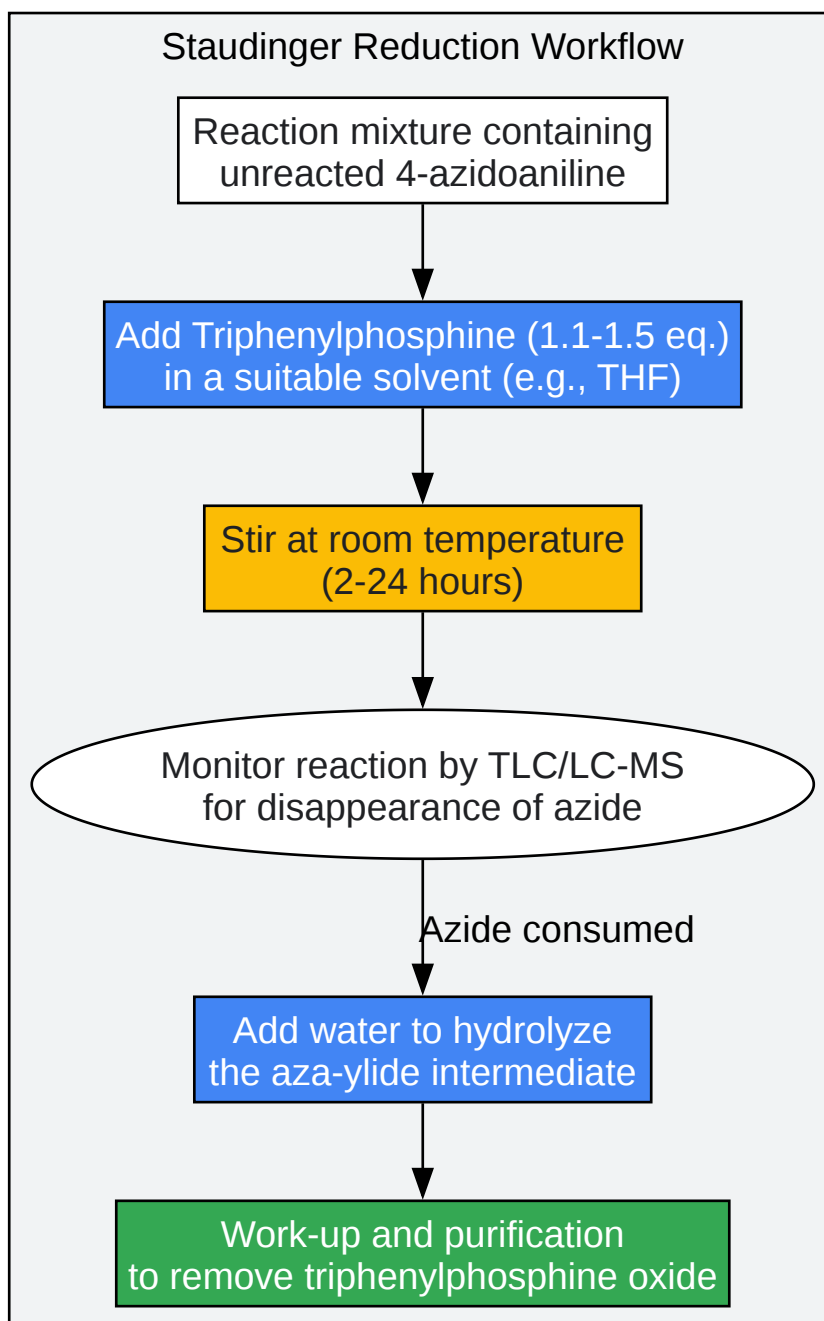 Staudinger Reduction Workflow
Reaction mixture containing
unreacted 4-azidoaniline
Add Triphenylphosphine (1.1-1.5 eq.)
in a suitable solvent (e.g., THF)
Stir at room temperature
(2-24 hours)
Monitor reaction by TLC/LC-MS
for disappearance of azide
Azide consumed
Add water to hydrolyze
the aza-ylide intermediate
Work-up and purification
to remove triphenylphosphine oxide